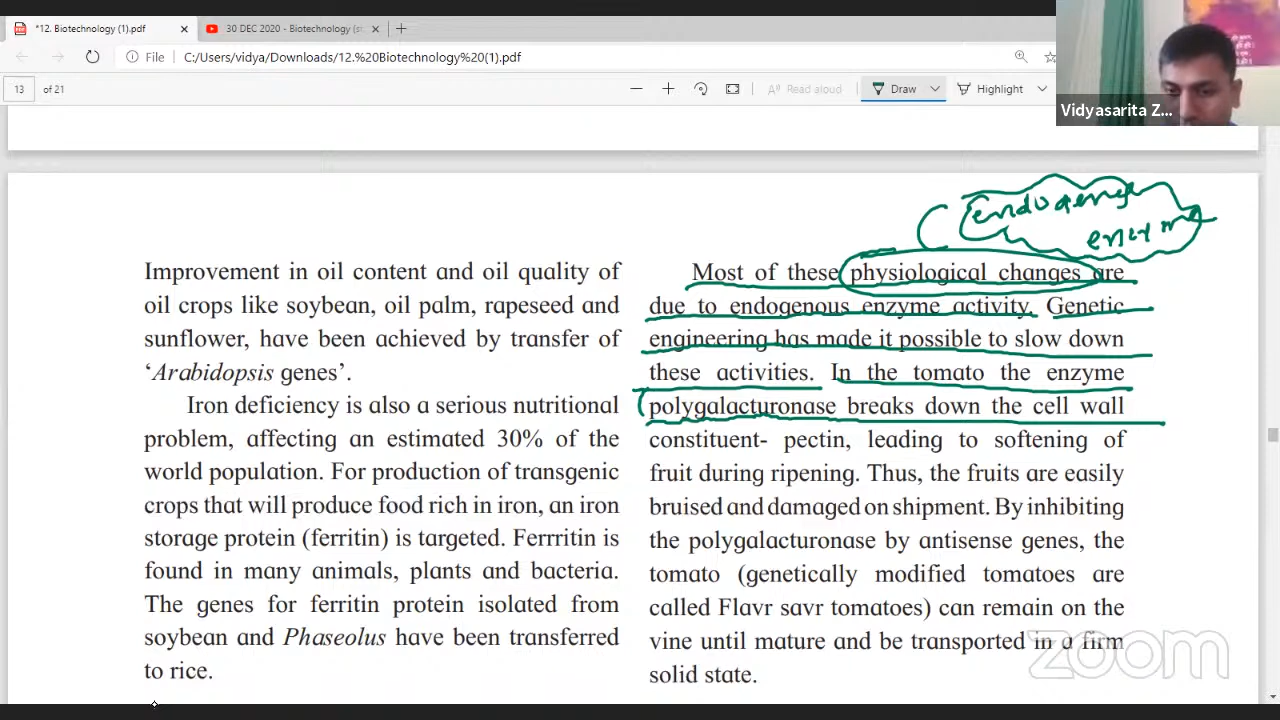 *12. Biotechnology (1).pdf
30 DEC 2020 - Biotechnology (s
File C:/Users/vidya/Downloads/12.%20Biotechnology%20(1).pdf
13 of 21
Read aloud
Draw
Highlight
Vidyasarita Z...
enzyme
Improvement in oil content and oil quality of
oil crops like soybean, oil palm, rapeseed and
sunflower, have been achieved by transfer of
‘Arabidopsis genes’.
Iron deficiency is also a serious nutritional
problem, affecting an estimated 30% of the
world population. For production of transgenic
crops that will produce food rich in iron, an iron
storage protein (ferritin) is targeted. Ferrritin is
found in many animals, plants and bacteria.
The genes for ferritin protein isolated from
soybean and Phaseolus have been transferred
to rice.
Most of these physiological changes are
due to endogenous enzyme activity. Genetic
engineering has made it possible to slow down
these activities. In the tomato the enzyme
polygalacturonase breaks down the cell wall
constituent- pectin, leading to softening of
fruit during ripening. Thus, the fruits are easily
bruised and damaged on shipment. By inhibiting
the polygalacturonase by antisense genes, the
tomato (genetically modified tomatoes are
called Flavr savr tomatoes) can remain on the
vine until mature and be transported in a firm
solid state.
zoom